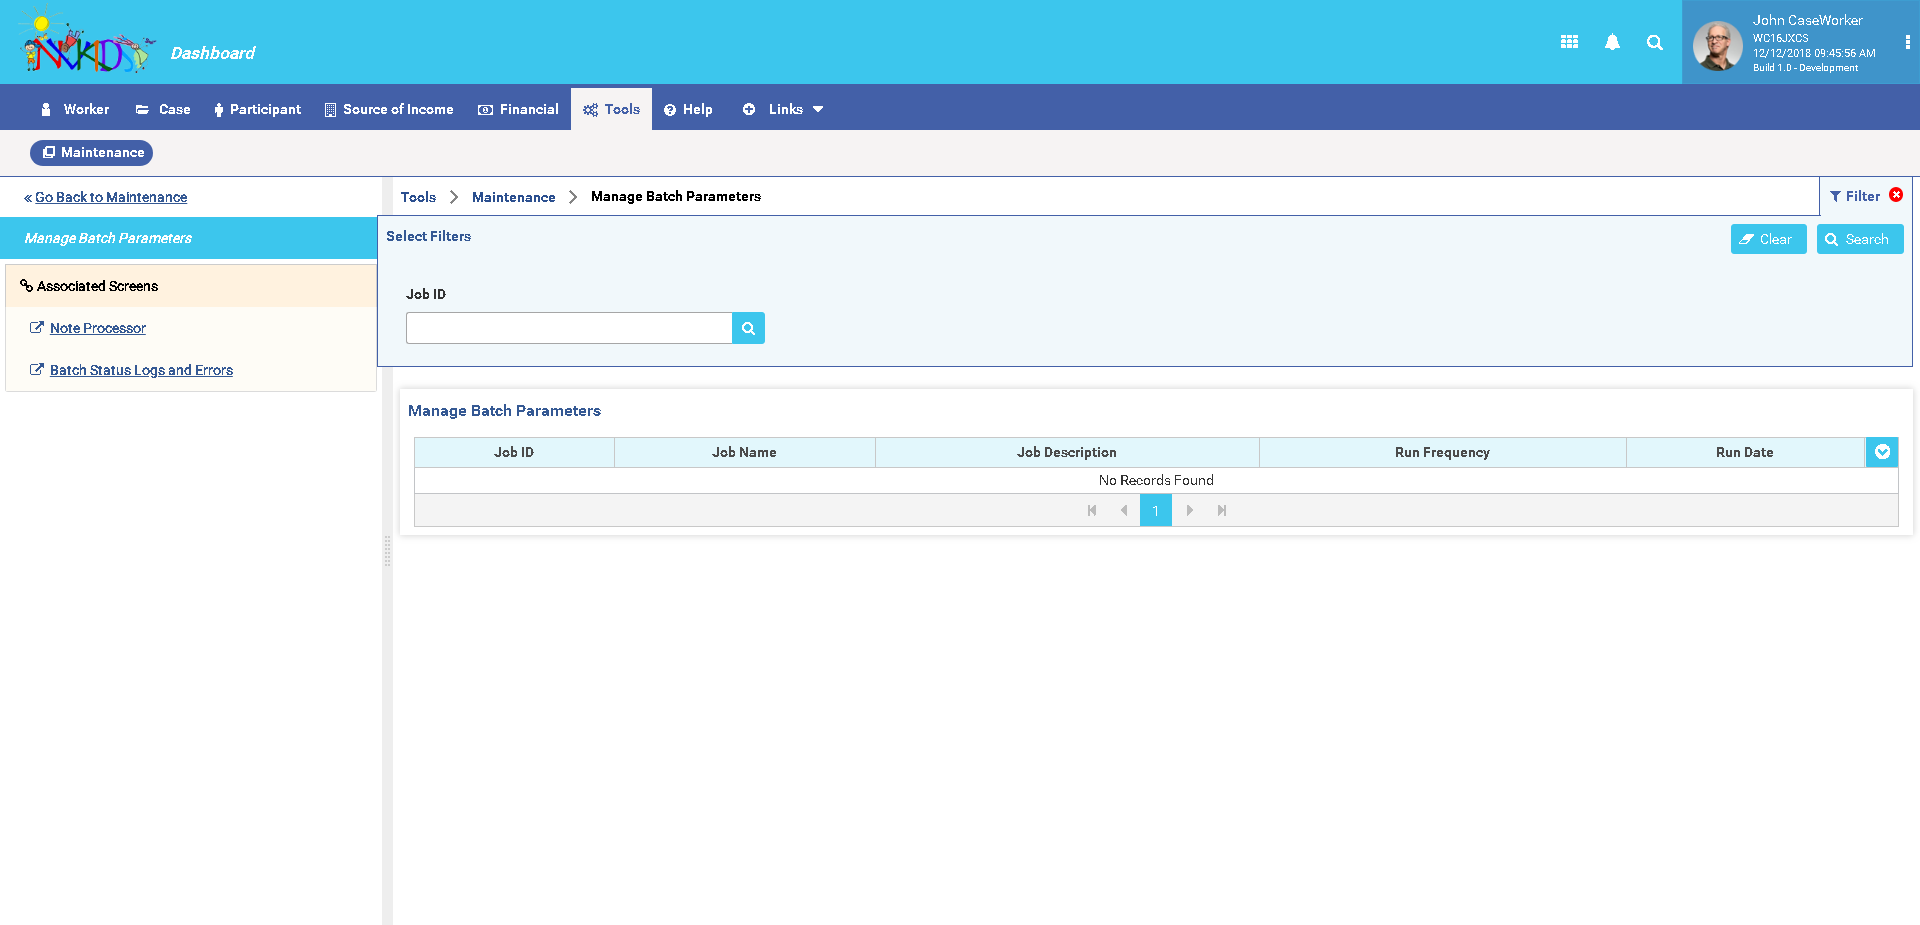 NCKIDS
Dashboard
John CaseWorker
WC16JXCS
12/12/2018 09:45:56 AM
Build 1.0 - Development
Worker
Case
Participant
Source of Income
Financial
Tools
Help
Links
Maintenance
« Go Back to Maintenance
Manage Batch Parameters
Associated Screens
Note Processor
Batch Status Logs and Errors
Tools > Maintenance > Manage Batch Parameters
Filter
Select Filters
Clear
Search
Job ID
Manage Batch Parameters
Job ID
Job Name
Job Description
Run Frequency
Run Date
No Records Found
1